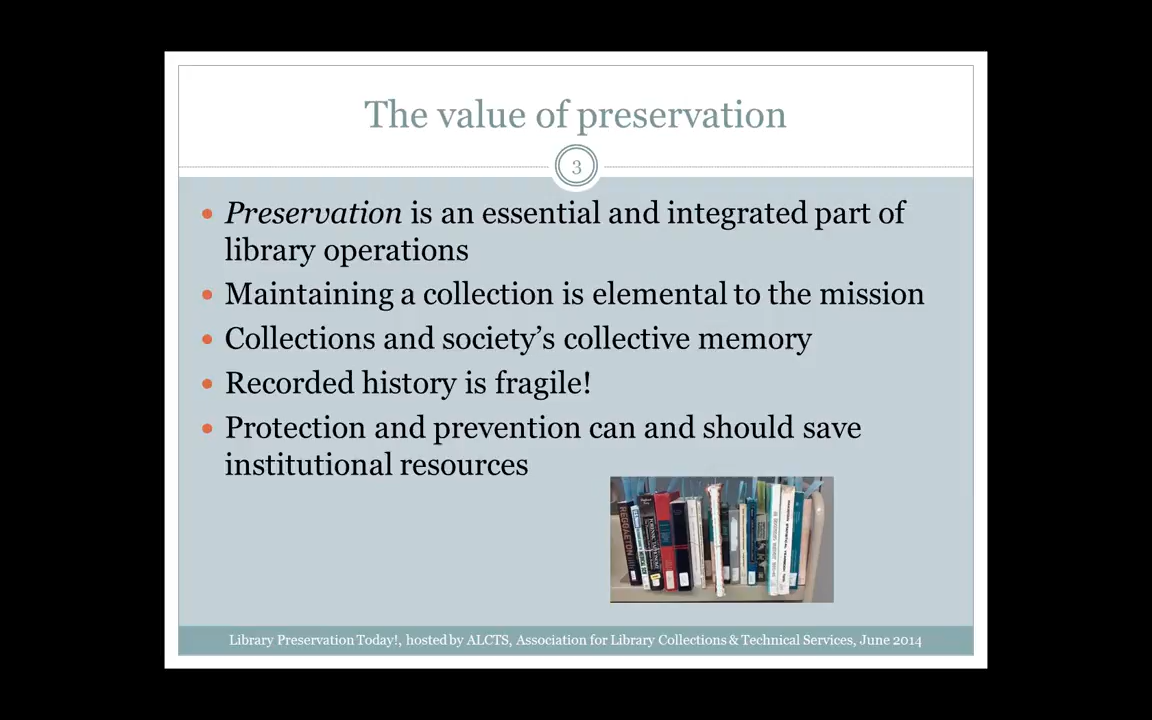 The value of preservation
3
• Preservation is an essential and integrated part of
library operations
• Maintaining a collection is elemental to the mission
• Collections and society’s collective memory
• Recorded history is fragile!
• Protection and prevention can and should save
institutional resources
REGGAETON
Library Preservation Today!, hosted by ALCTS, Association for Library Collections & Technical Services, June 2014